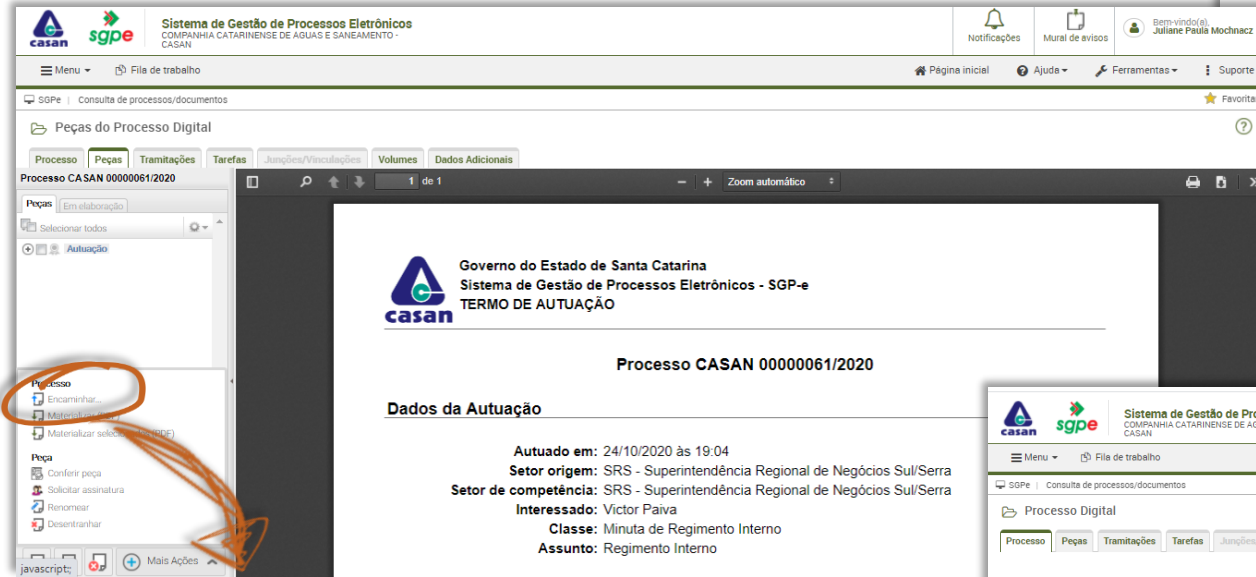 casan
sgpe
Sistema de Gestão de Processos Eletrônicos
COMPANHIA CATARINENSE DE AGUAS E SANEAMENTO -
CASAN
Notificações
Mural de avisos
Bem-vindo(a),
Juliane Paula Mochnacz
Menu
Fila de trabalho
Página inicial
Ajuda
Ferramentas
Suporte
SGPe | Consulta de processos/documentos
Favorita
Peças do Processo Digital
Processo Peças Tramitações Tarefas Junções/Vinculações Volumes Dados Adicionais
Processo CASAN 00000061/2020
1 de 1
Zoom automático
Peças Em elaboração
Selecionar todos
Autuação
Governo do Estado de Santa Catarina
Sistema de Gestão de Processos Eletrônicos - SGP-e
TERMO DE AUTUAÇÃO
casan
Processo CASAN 00000061/2020
Dados da Autuação
Autuado em: 24/10/2020 às 19:04
Setor origem: SRS - Superintendência Regional de Negócios Sul/Serra
Setor de competência: SRS - Superintendência Regional de Negócios Sul/Serra
Interessado: Victor Paiva
Classe: Minuta de Regimento Interno
Assunto: Regimento Interno
Processo
Encaminhar...
Materializar
Materializar (PDF)
Peça
Conferir peça
Solicitar assinatura
Renomear
Desentranhar
Mais Ações
javascript:;
casan
sgpe
Sistema de Gestão de Pro
COMPANHIA CATARINENSE DE AG
CASAN
Menu
Fila de trabalho
SGPe | Consulta de processos/documentos
Processo Digital
Processo Peças Tramitações Tarefas Junções